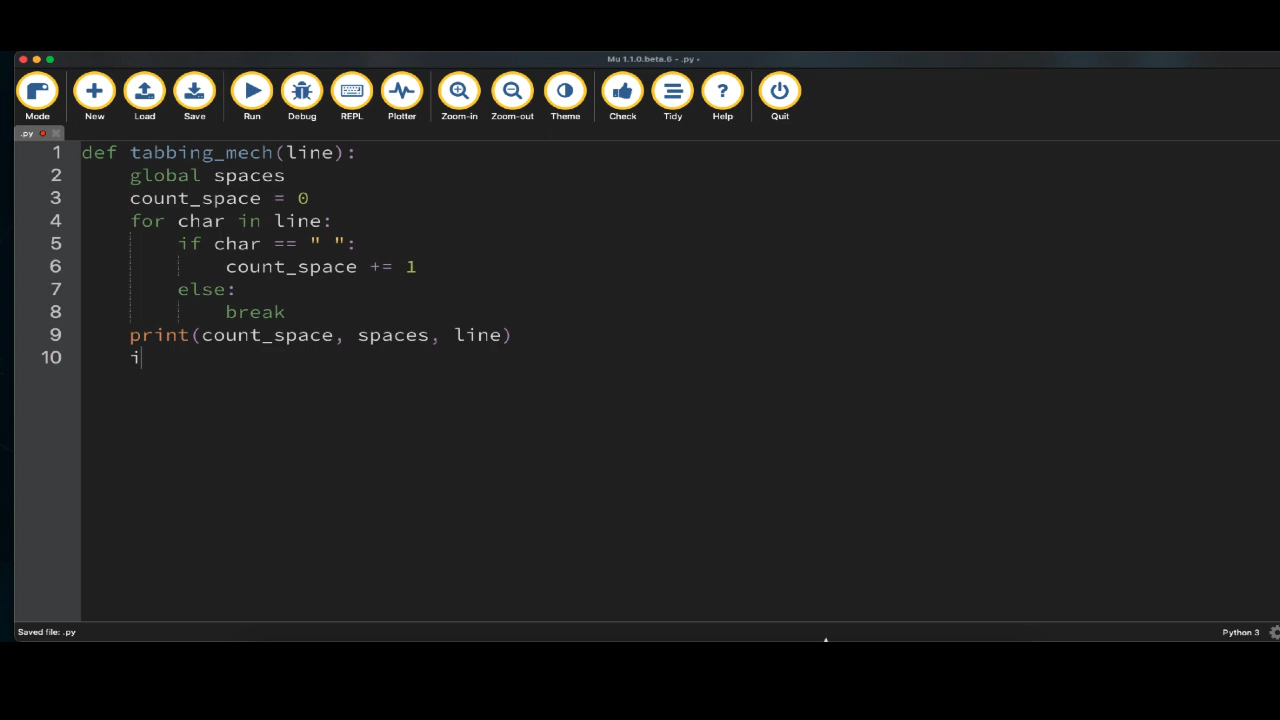 Mu 1.1.0.beta.6 - .py •
Mode New Load Save Run Debug REPL Plotter Zoom-in Zoom-out Theme Check Tidy Help Quit
.py
1 def tabbing_mech(line):
2     global spaces
3     count_space = 0
4     for char in line:
5         if char == " ":
6             count_space += 1
7         else:
8             break
9     print(count_space, spaces, line)
10     i
Saved file: .py Python 3